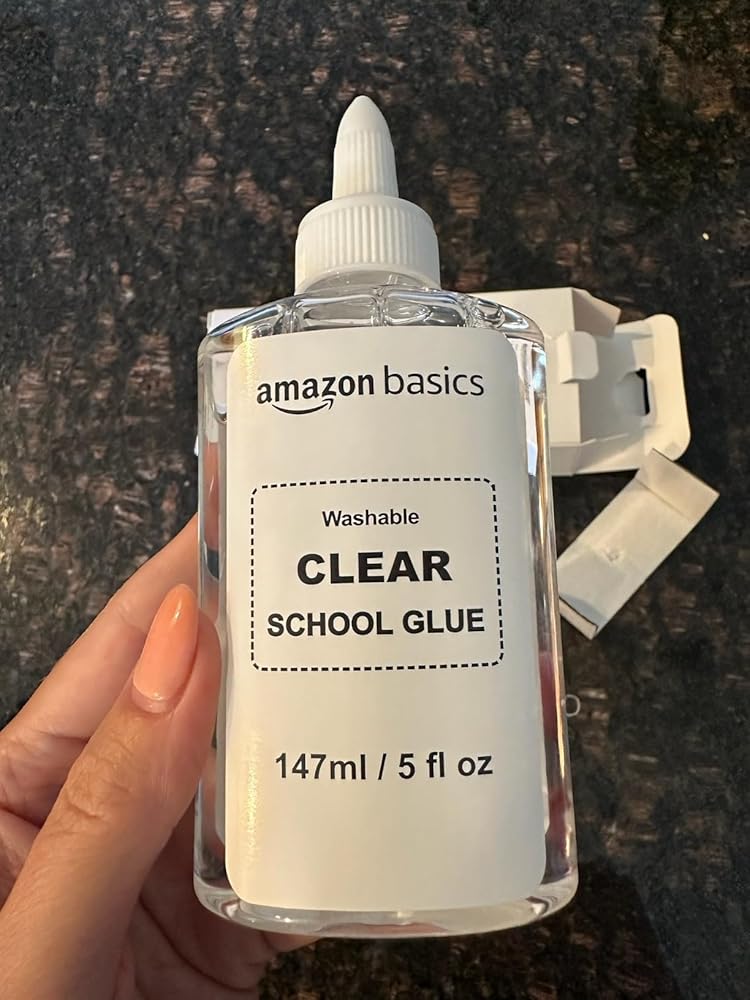 amazon basics
Washable
CLEAR
SCHOOL GLUE
147ml / 5 fl oz